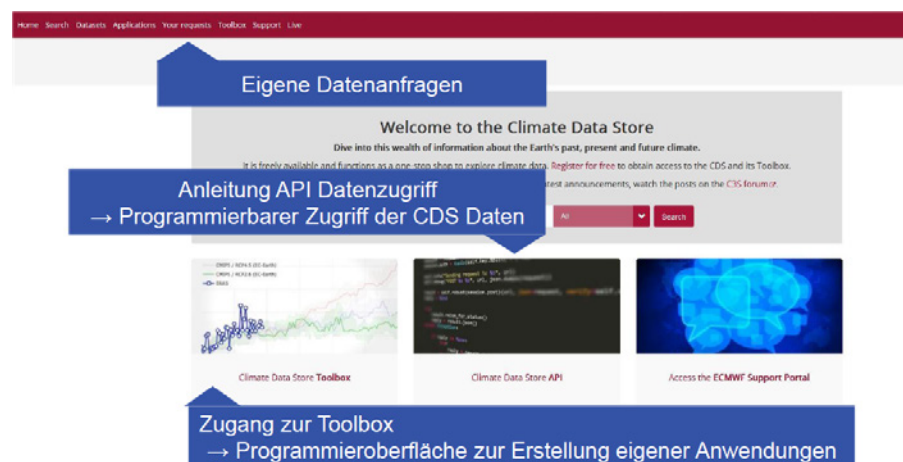 Home Search Datasets Applications Your requests Toolbox Support Live
Eigene Datenanfragen
Welcome to the Climate Data Store
Dive into this wealth of information about the Earth's past, present and future climate.
It is freely available and functions as a one-stop shop to explore climate data. Register for free to obtain access to the CDS and its Toolbox.
Anleitung API Datenzugriff
→ Programmierbarer Zugriff der CDS Daten
latest announcements, watch the posts on the C3S forum.
All Search
Climate Data Store Toolbox
Climate Data Store API
Access the ECMWF Support Portal
Zugang zur Toolbox
→ Programmieroberfläche zur Erstellung eigener Anwendungen